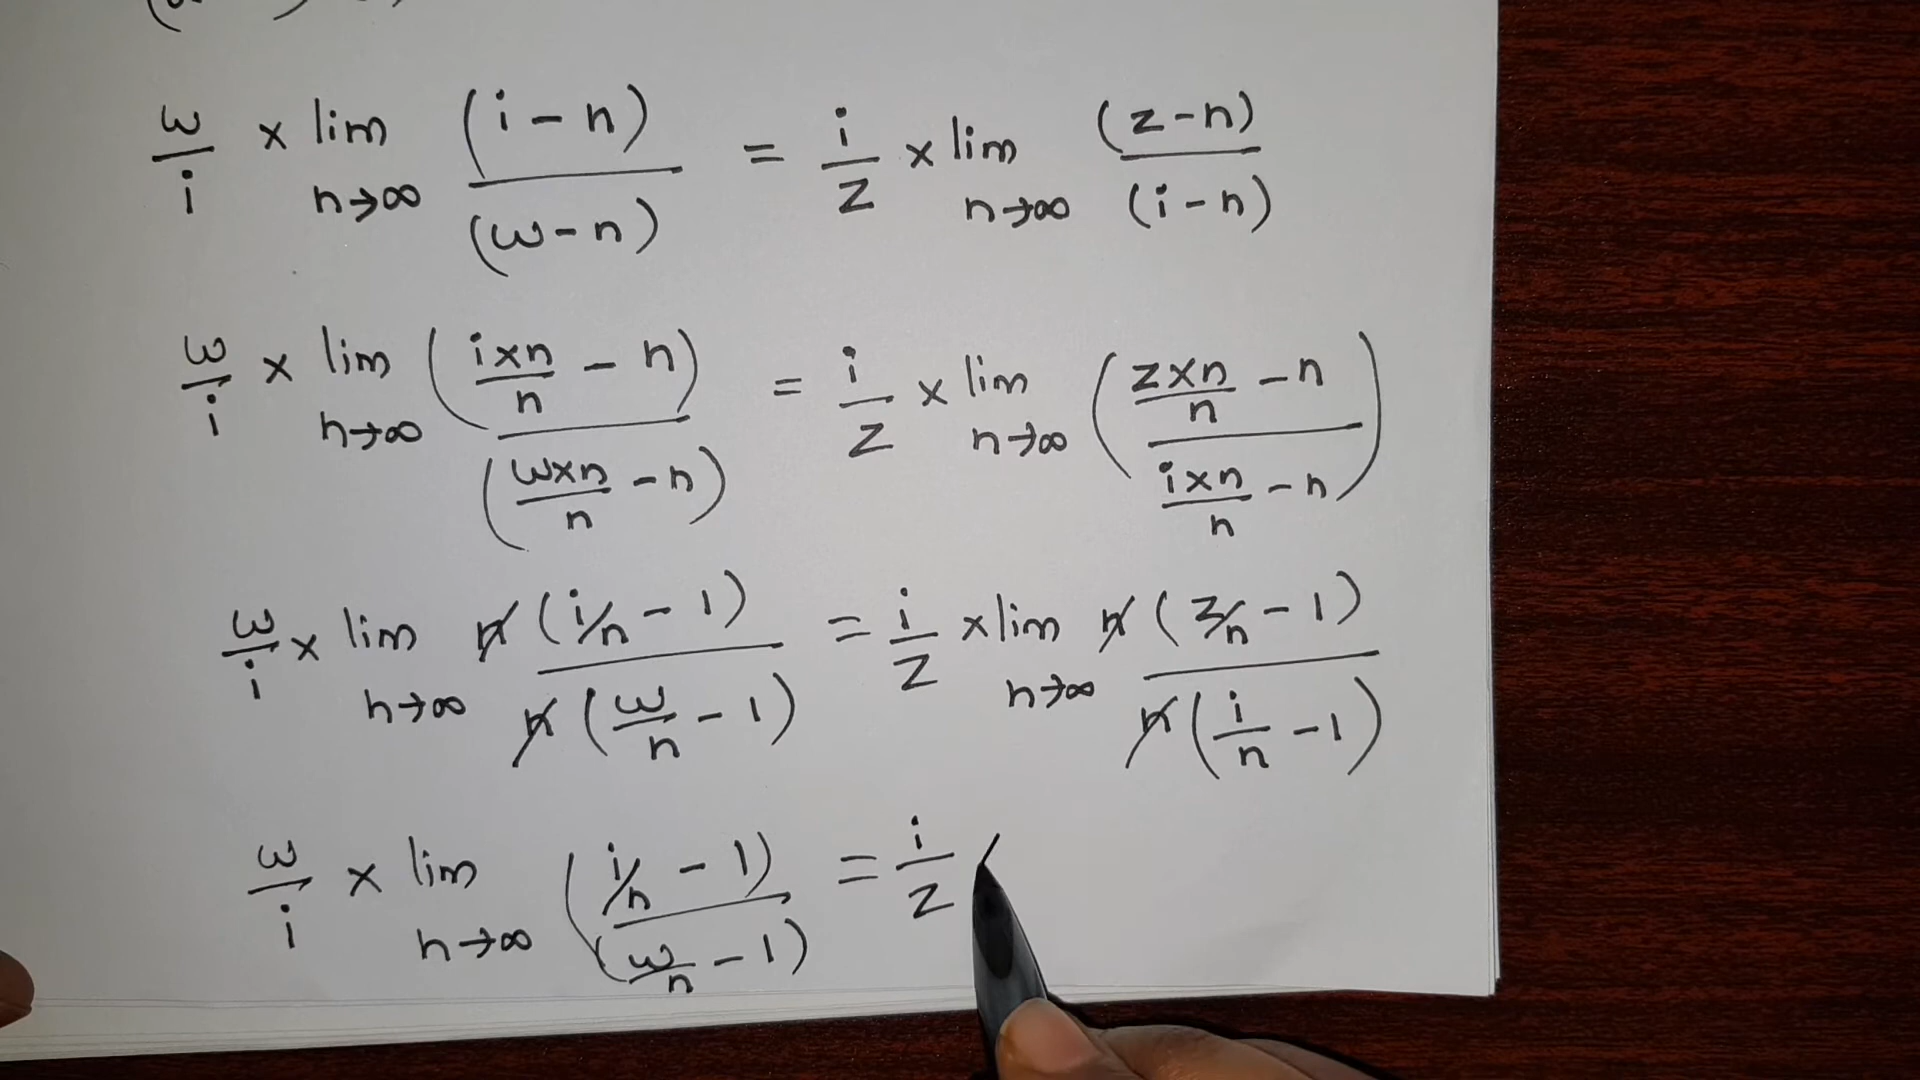 ω/i × lim n→∞ (i - n)/(ω - n) = i/z × lim n→∞ (z - n)/(i - n)
ω/i × lim n→∞ (i×n/n - n)/(ω×n/n - n) = i/z × lim n→∞ (z×n/n - n / i×n/n - n)
ω/i × lim n→∞ n(i/n - 1)/n(ω/n - 1) = i/z × lim n→∞ n(z/n - 1)/n(i/n - 1)
ω/i × lim n→∞ (i/n - 1)/(ω/n - 1) = i/z